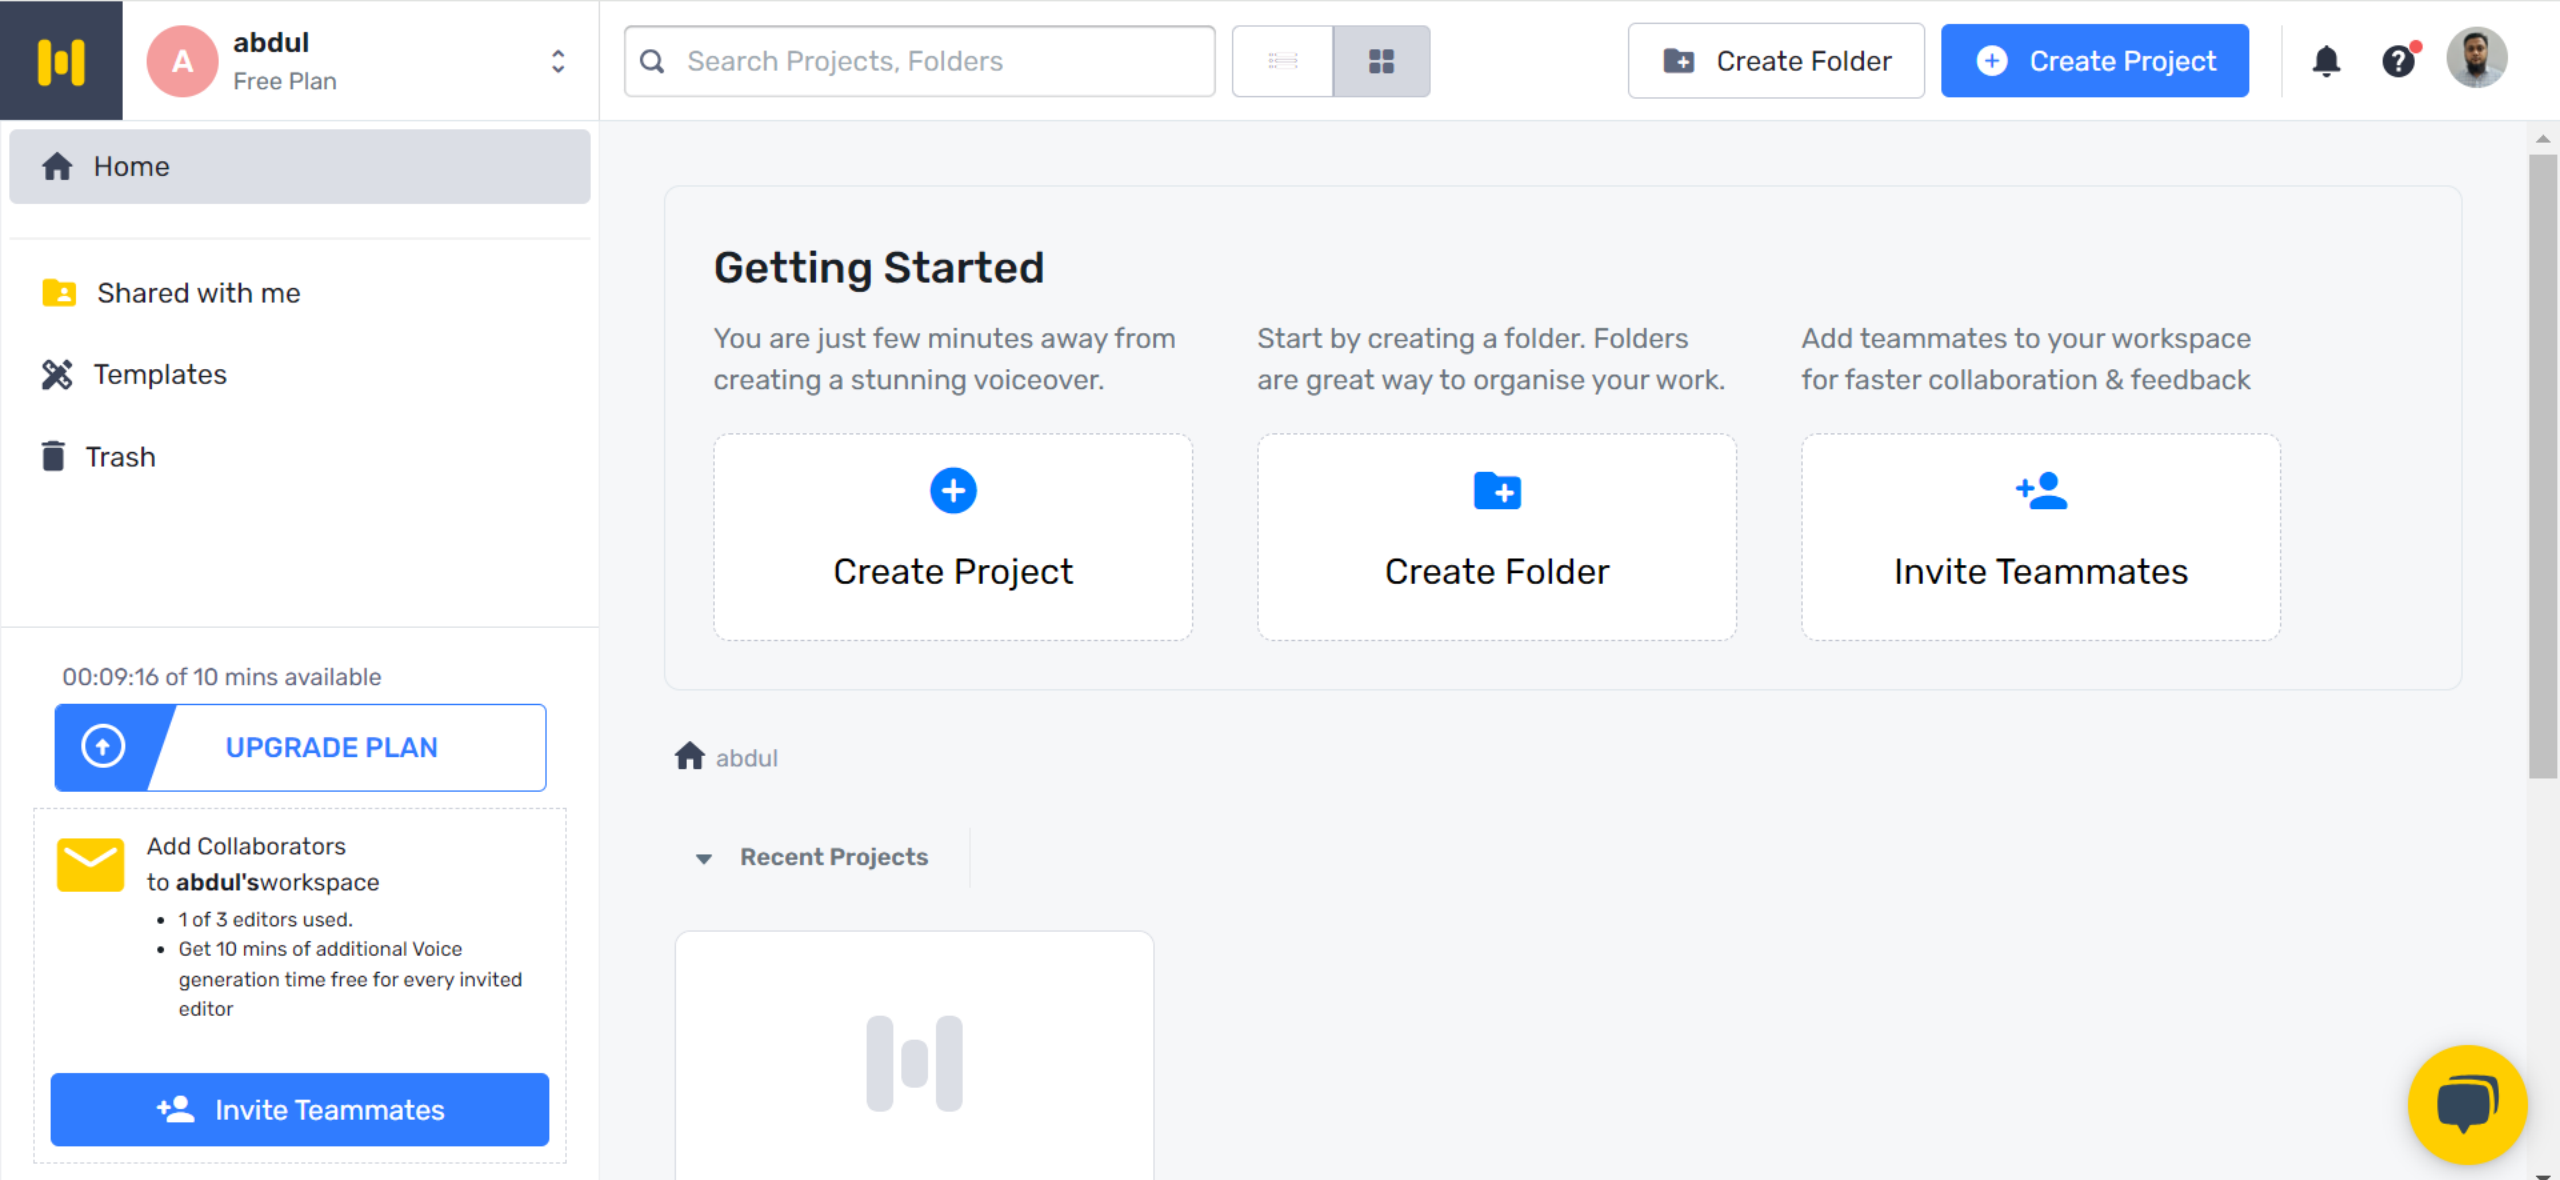 A
abdul
Free Plan
Search Projects, Folders
Create Folder
Create Project
Home
Shared with me
Templates
Trash
00:09:16 of 10 mins available
UPGRADE PLAN
Add Collaborators
to abdul'sworkspace
1 of 3 editors used.
Get 10 mins of additional Voice
generation time free for every invited
editor
Invite Teammates
Getting Started
You are just few minutes away from
creating a stunning voiceover.
Create Project
Start by creating a folder. Folders
are great way to organise your work.
Create Folder
Add teammates to your workspace
for faster collaboration & feedback
Invite Teammates
abdul
Recent Projects